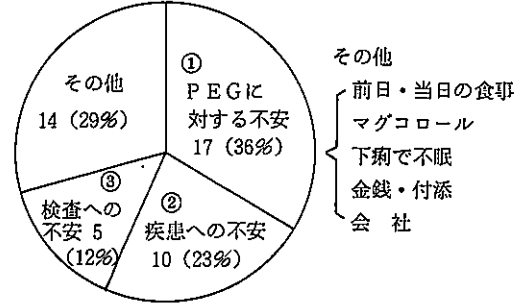 ①
PEGに
対する不安
17 (36%)
②
疾患への不安
10 (23%)
③
検査への
不安 5
(12%)
その他
14 (29%)
その他
前日・当日の食事
マグコロール
下痢で不眠
金銭・付添
会 社